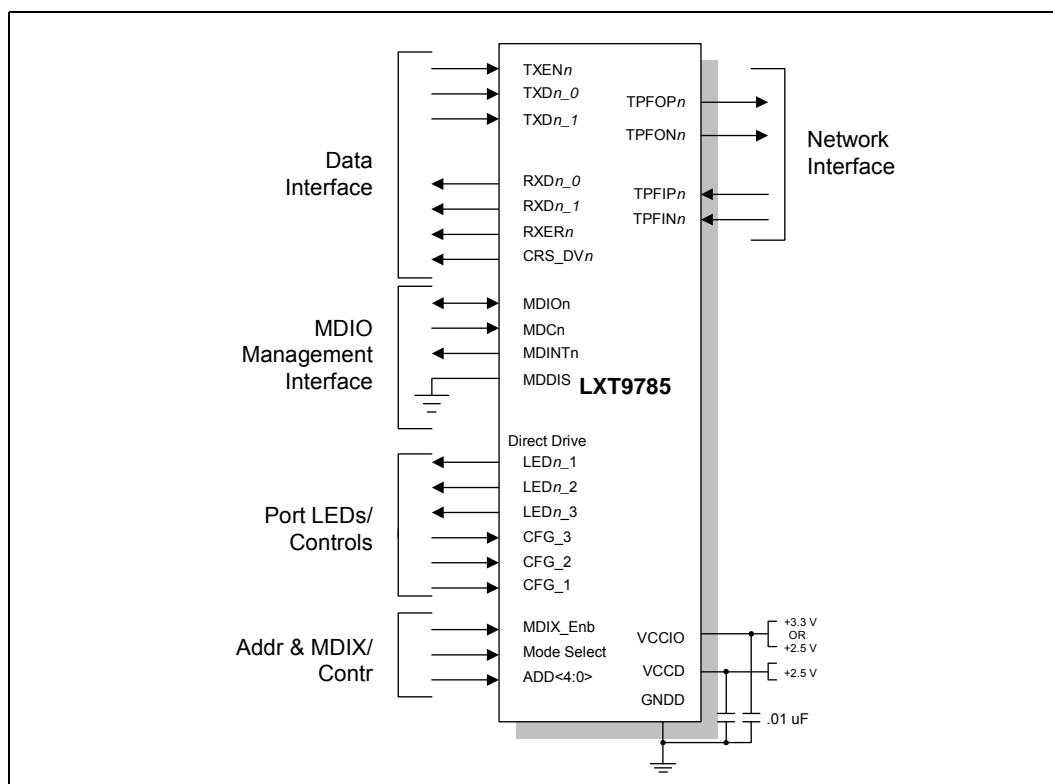 Data
Interface
MDIO
Management
Interface
Port LEDs/
Controls
Addr & MDIX/
Contr
TXENn
TXDn_0
TXDn_1
RXDn_0
RXDn_1
RXERn
CRS_DVn
MDIOn
MDCn
MDINTn
MDDIS
LXT9785
Direct Drive
LEDn_1
LEDn_2
LEDn_3
CFG_3
CFG_2
CFG_1
MDIX_Enb
Mode Select
ADD<4:0>
TPFOPn
TPFONn
TPFIPn
TPFINn
Network
Interface
VCCIO
VCCD
GNDD
+3.3 V
OR
+2.5 V
+2.5 V
.01 uF